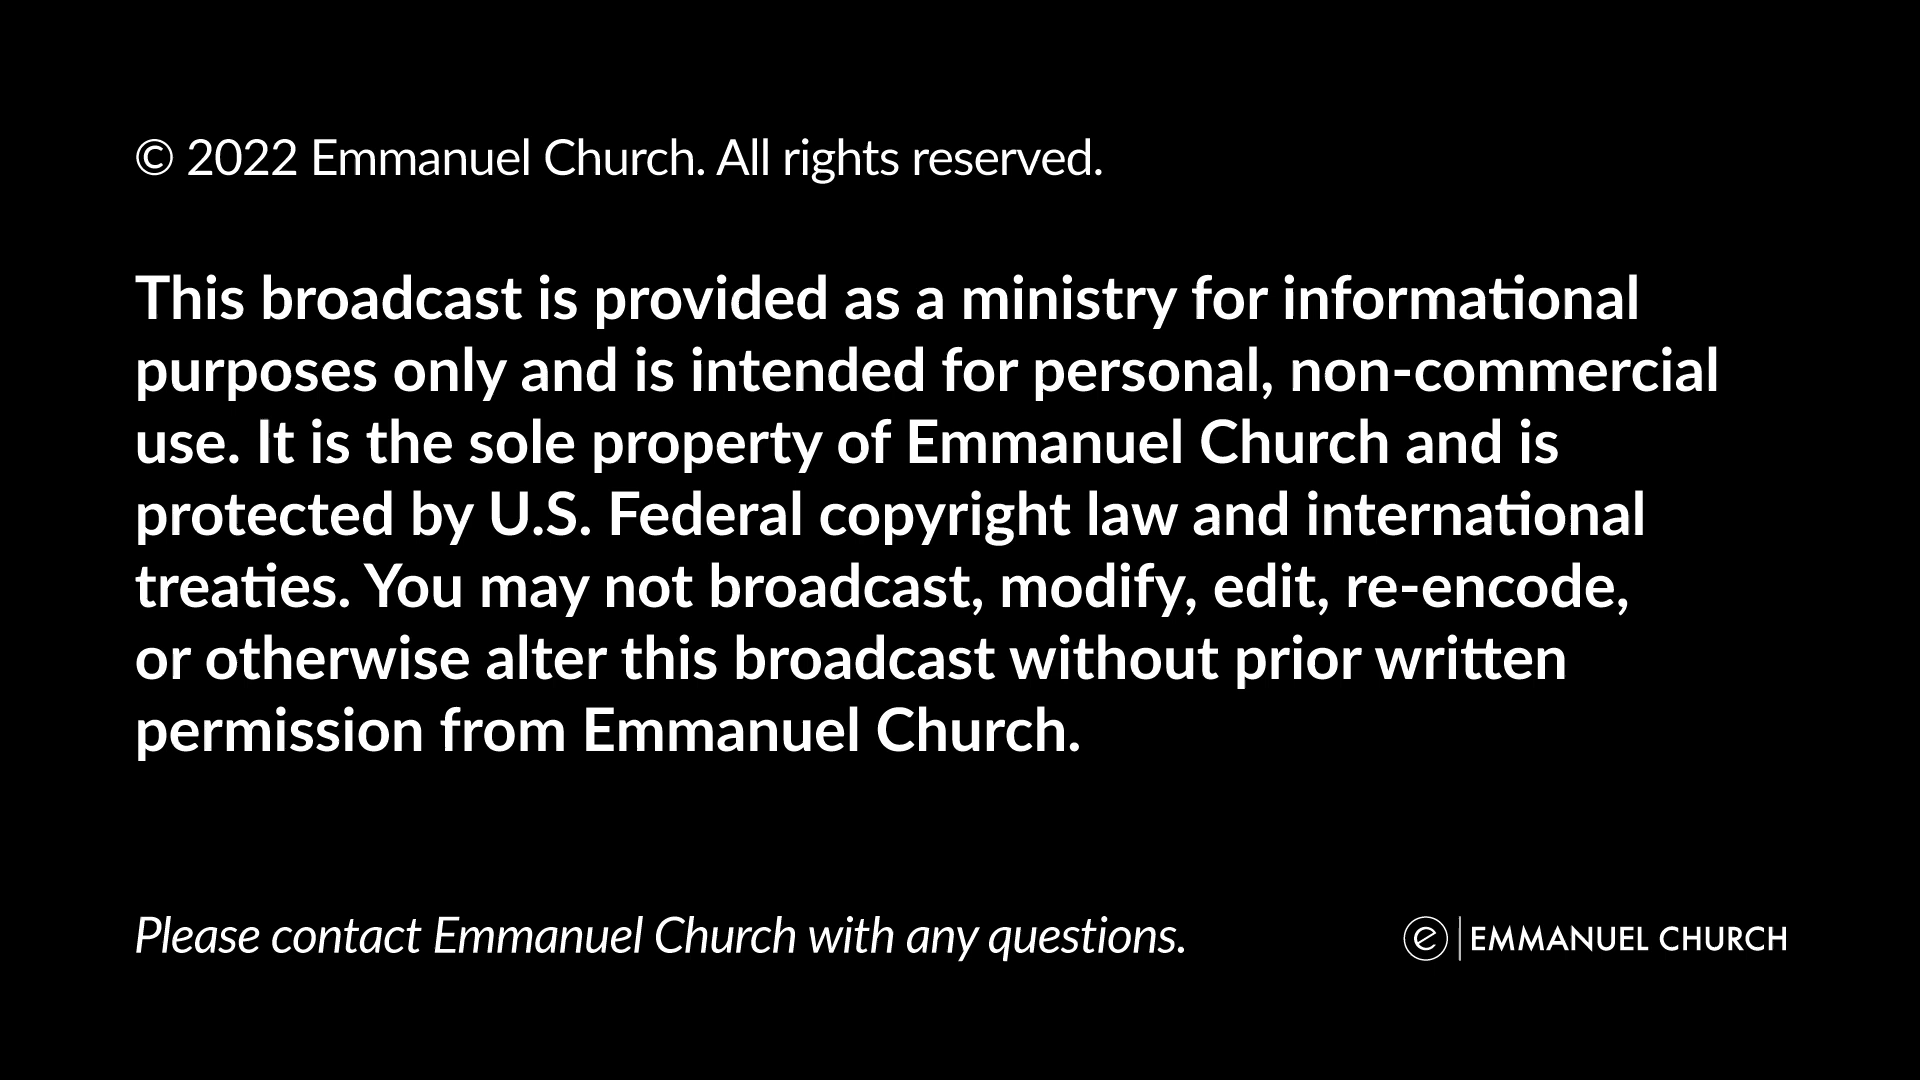 © 2022 Emmanuel Church. All rights reserved.
This broadcast is provided as a ministry for informational
purposes only and is intended for personal, non-commercial
use. It is the sole property of Emmanuel Church and is
protected by U.S. Federal copyright law and international
treaties. You may not broadcast, modify, edit, re-encode,
or otherwise alter this broadcast without prior written
permission from Emmanuel Church.
Please contact Emmanuel Church with any questions.
e | EMMANUEL CHURCH